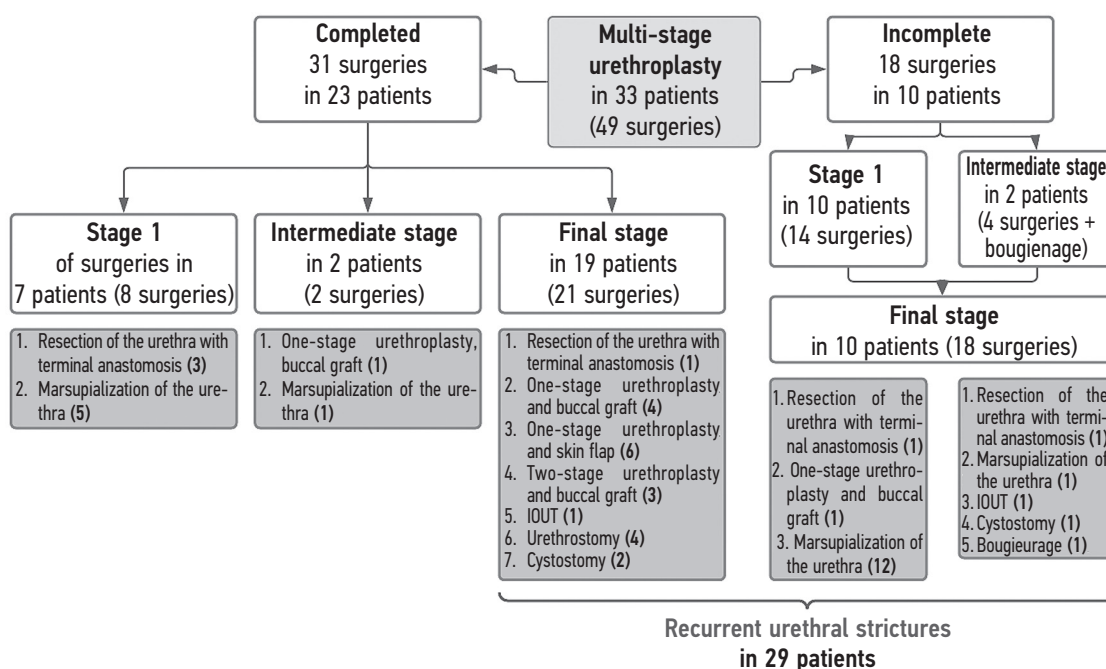 Completed
31 surgeries
in 23 patients
Multi-stage
urethroplasty
in 33 patients
(49 surgeries)
Incomplete
18 surgeries
in 10 patients
Stage 1
of surgeries in
7 patients (8 surgeries)
Intermediate stage
in 2 patients
(2 surgeries)
Final stage
in 19 patients
(21 surgeries)
Stage 1
in 10 patients
(14 surgeries)
Intermediate stage
in 2 patients
(4 surgeries +
bougienage)
Final stage
in 10 patients (18 surgeries)
1. Resection of the urethra with
terminal anastomosis (3)
2. Marsupialization of the ure-
thra (5)
1. One-stage urethroplasty,
buccal graft (1)
2. Marsupialization of the ure-
thra (1)
1. Resection of the urethra with
terminal anastomosis (1)
2. One-stage urethroplasty
and buccal graft (4)
3. One-stage urethroplasty
and skin flap (6)
4. Two-stage urethroplasty
and buccal graft (3)
5. IOUT (1)
6. Urethrostomy (4)
7. Cystostomy (2)
1. Resection of the
urethra with termi-
nal anastomosis (1)
2. One-stage urethro-
plasty and buccal
graft (1)
3. Marsupialization of
the urethra (12)
1. Resection of the
urethra with termi-
nal anastomosis (1)
2. Marsupialization of
the urethra (1)
3. IOUT (1)
4. Cystostomy (1)
5. Bougieurage (1)
Recurrent urethral strictures
in 29 patients